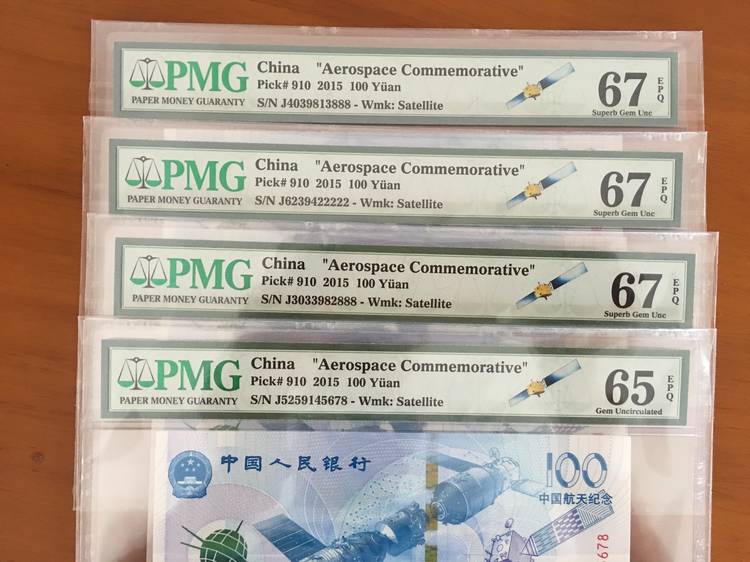 PMG
PAPER MONEY GUARANTY
China "Aerospace Commemorative"
Pick# 910 2015 100 Yüan
S/N J4039813888 - Wmk: Satellite
67
EPQ
Superb Gem Unc
PMG
PAPER MONEY GUARANTY
China "Aerospace Commemorative"
Pick# 910 2015 100 Yüan
S/N J6239422222 - Wmk: Satellite
67
EPQ
Superb Gem Unc
PMG
PAPER MONEY GUARANTY
China "Aerospace Commemorative"
Pick# 910 2015 100 Yüan
S/N J3033982888 - Wmk: Satellite
67
EPQ
Superb Gem Unc
PMG
PAPER MONEY GUARANTY
China "Aerospace Commemorative"
Pick# 910 2015 100 Yüan
S/N J5259145678 - Wmk: Satellite
65
EPQ
Gem Uncirculated
中国人民银行
100
中国航天纪念
678